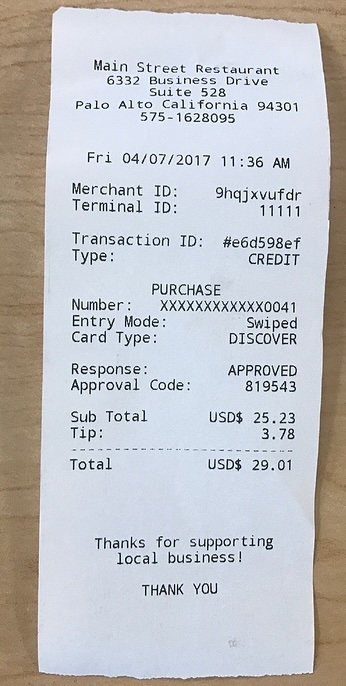 Main Street Restaurant
6332 Business Drive
Suite 528
Palo Alto California 94301
575-1628095
Fri 04/07/2017 11:36 AM
Merchant ID: 9hqjxvufdr
Terminal ID: 11111
Transaction ID: #e6d598ef
Type: CREDIT
PURCHASE
Number: XXXXXXXXXXXX0041
Entry Mode: Swiped
Card Type: DISCOVER
Response: APPROVED
Approval Code: 819543
Sub Total USD$ 25.23
Tip: 3.78
Total USD$ 29.01
Thanks for supporting
local business!
THANK YOU